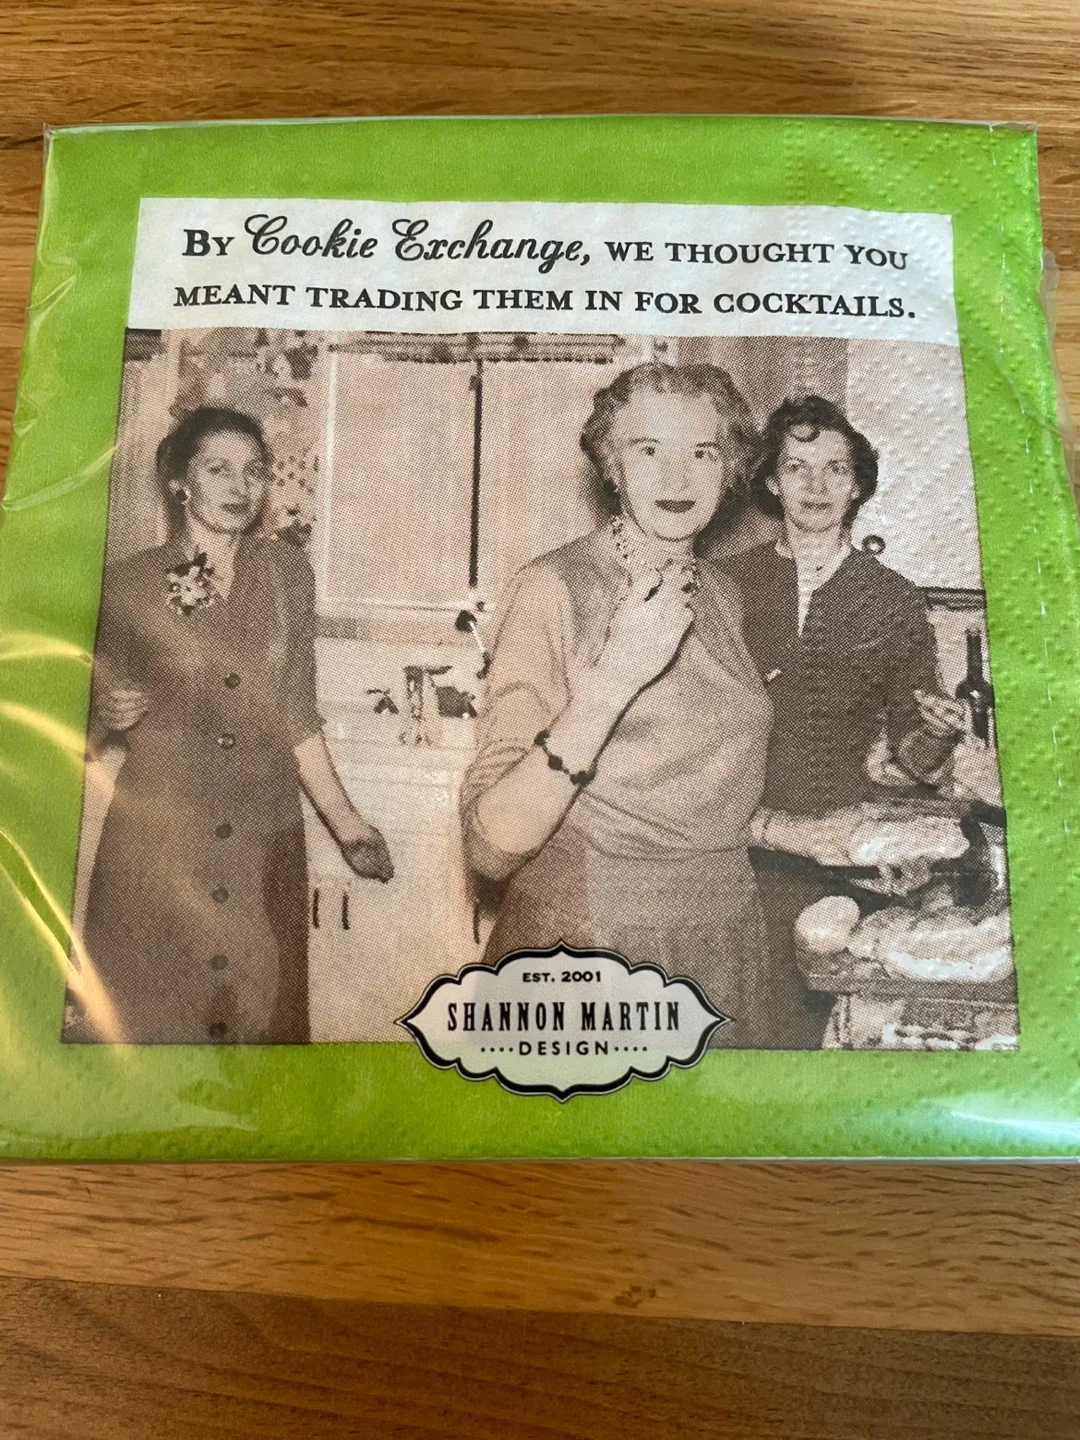 By Cookie Exchange, we thought you
meant trading them in for cocktails.
EST. 2001
SHANNON MARTIN
····DESIGN····